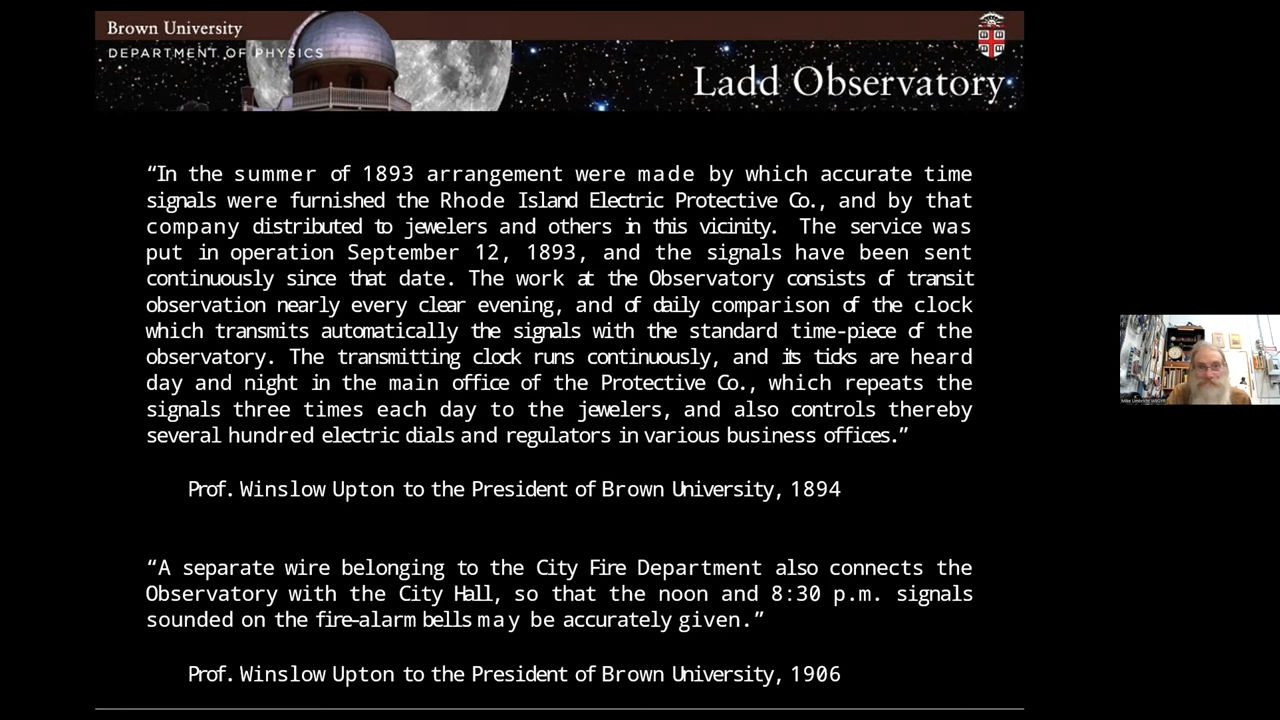 Brown University
DEPARTMENT OF PHYSICS
Ladd Observatory
“In the summer of 1893 arrangement were made by which accurate time
signals were furnished the Rhode Island Electric Protective Co., and by that
company distributed to jewelers and others in this vicinity.  The service was
put in operation September 12, 1893, and the signals have been sent
continuously since that date. The work at the Observatory consists of transit
observation nearly every clear evening, and of daily comparison of the clock
which transmits automatically the signals with the standard time-piece of the
observatory. The transmitting clock runs continuously, and its ticks are heard
day and night in the main office of the Protective Co., which repeats the
signals three times each day to the jewelers, and also controls thereby
several hundred electric dials and regulators in various business offices.”
Prof. Winslow Upton to the President of Brown University, 1894
“A separate wire belonging to the City Fire Department also connects the
Observatory with the City Hall, so that the noon and 8:30 p.m. signals
sounded on the fire-alarm bells may be accurately given.”
Prof. Winslow Upton to the President of Brown University, 1906